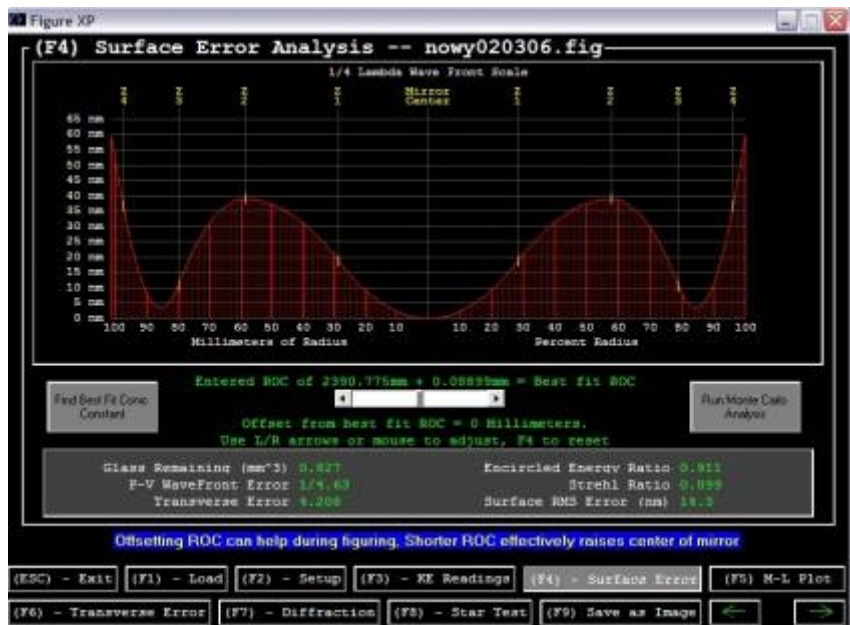 Figure XP
(F4) Surface Error Analysis -- nowy020306.fig
1/4 Lambda Wave Front Scale
Mirror
Center
65 nm
60 nm
55 nm
50 nm
45 nm
40 nm
35 nm
30 nm
25 nm
20 nm
15 nm
10 nm
5 nm
0 nm
100 90 80 70 60 50 40 30 20 10 10 20 30 40 50 60 70 80 90 100
Millimeters of Radius Percent Radius
Find Best Fit Conic
Constant
Entered ROC of 2390.775mm + 0.08899mm = Best fit ROC
Run Monte Carlo
Analysis
Offset from best fit ROC = 0 Millimeters.
Use L/R arrows or mouse to adjust, F4 to reset
Glass Remaining (mm^3) 0.827 Encircled Energy Ratio 0.911
P-V WaveFront Error 1/4.63 Strehl Ratio 0.899
Transverse Error 4.208 Surface RMS Error (nm)
Offsetting ROC can help during figuring, Shorter ROC effectively raises center of mirror
(ESC) - Exit (F1) - Load (F2) - Setup (F3) - KE Readings (F4) - Surface Error (F5) M-L Plot
(F6) - Transverse Error (F7) - Diffraction (F8) - Star Test (F9) Save as Image